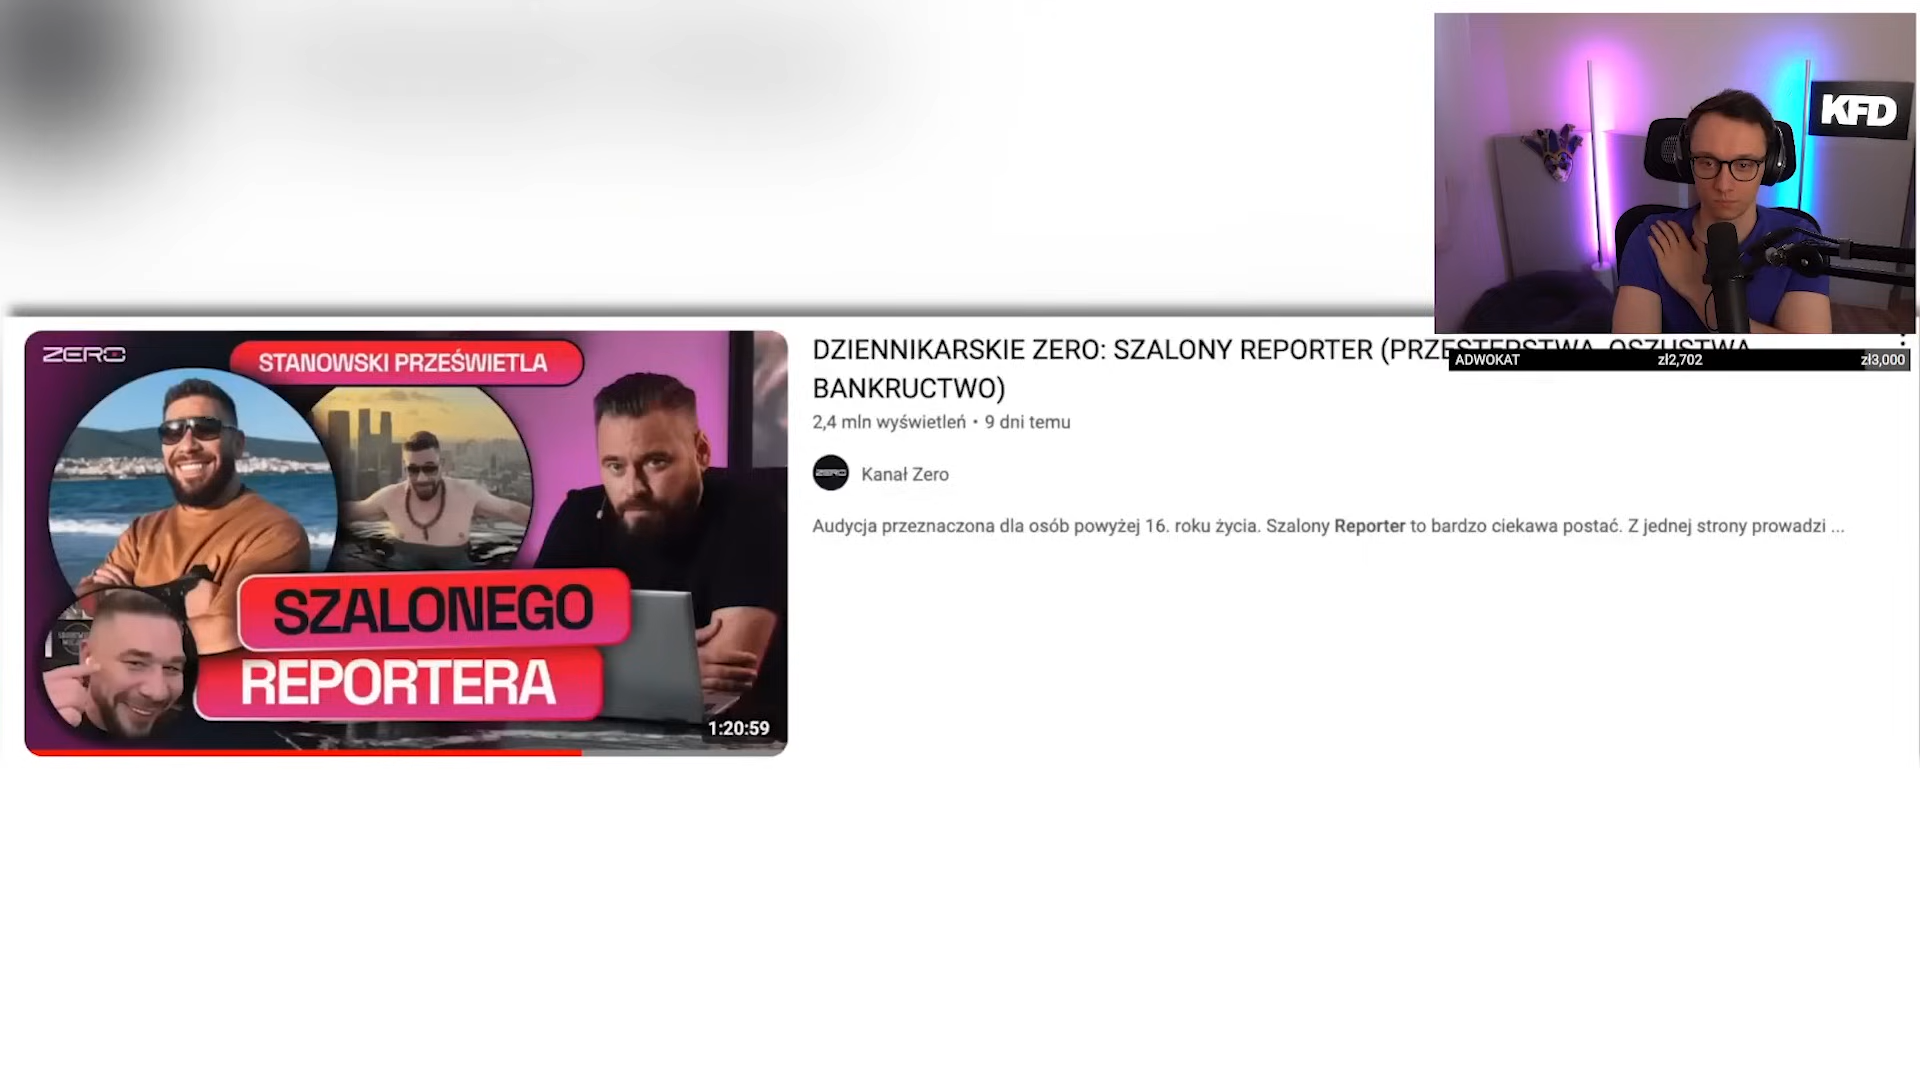 KFD
ZERO
STANOWSKI PRZEŚWIETLA
SZALONEGO
REPORTERA
1:20:59
DZIENNIKARSKIE ZERO: SZALONY REPORTER (PRZESTĘPSTWA, OSZUSTWA,
BANKRUCTWO)
2,4 mln wyświetleń • 9 dni temu
Kanał Zero
Audycja przeznaczona dla osób powyżej 16. roku życia. Szalony Reporter to bardzo ciekawa postać. Z jednej strony prowadzi ...
ADWOKAT zł2,702 zł3,000